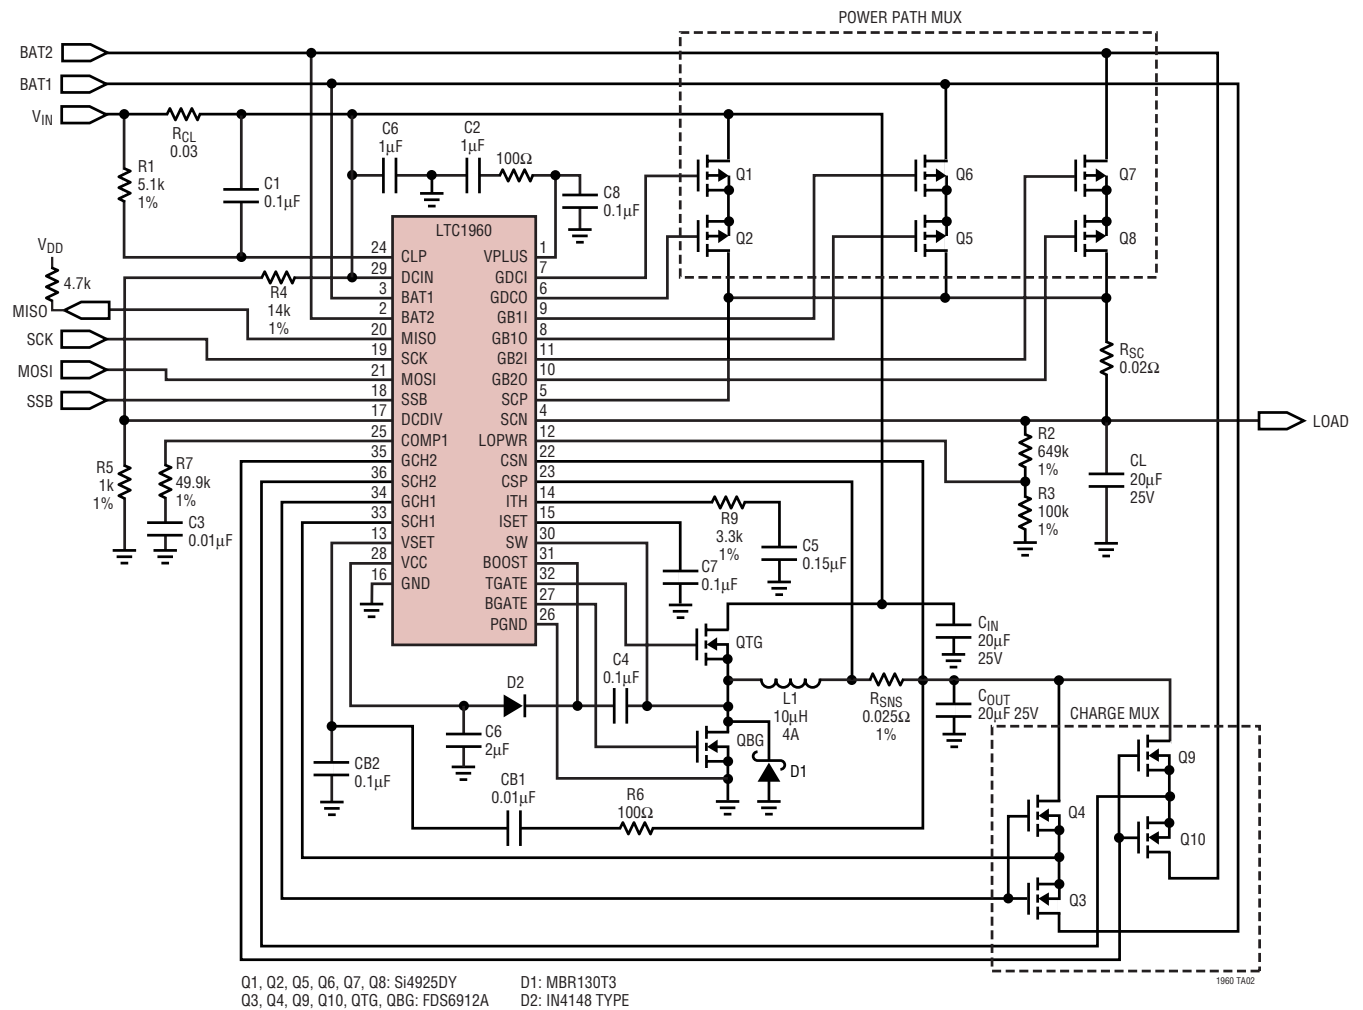 POWER PATH MUX
BAT2
BAT1
VIN
RCL
0.03
R1
5.1k
1%
C1
0.1µF
C6
1µF
C2
1µF
100Ω
C8
0.1µF
Q1
Q2
Q6
Q5
Q7
Q8
VDD
4.7k
MISO
SCK
MOSI
SSB
R4
14k
1%
LTC1960
24 CLP
29 DCIN
3 BAT1
2 BAT2
20 MISO
19 SCK
21 MOSI
18 SSB
17 DCDIV
25 COMP1
35 GCH2
36 SCH2
34 GCH1
33 SCH1
13 VSET
28 VCC
16 GND
VPLUS 1
GDCI 7
GDCO 6
GB1I 9
GB1O 8
GB2I 11
GB2O 10
SCP 5
SCN 4
LOPWR 12
CSN 22
CSP 23
ITH 14
ISET 15
SW 30
BOOST 31
TGATE 32
BGATE 27
PGND 26
RSC
0.02Ω
LOAD
R2
649k
1%
R3
100k
1%
CL
20µF
25V
R5
1k
1%
R7
49.9k
1%
C3
0.01µF
R9
3.3k
1%
C5
0.15µF
C7
0.1µF
QTG
CIN
20µF
25V
D2
C4
0.1µF
L1
10µH
4A
RSNS
0.025Ω
1%
COUT
20µF 25V
CHARGE MUX
C6
2µF
QBG
D1
CB2
0.1µF
CB1
0.01µF
R6
100Ω
Q9
Q4
Q10
Q3
Q1, Q2, Q5, Q6, Q7, Q8: Si4925DY
Q3, Q4, Q9, Q10, QTG, QBG: FDS6912A
D1: MBR130T3
D2: IN4148 TYPE
1960 TA02